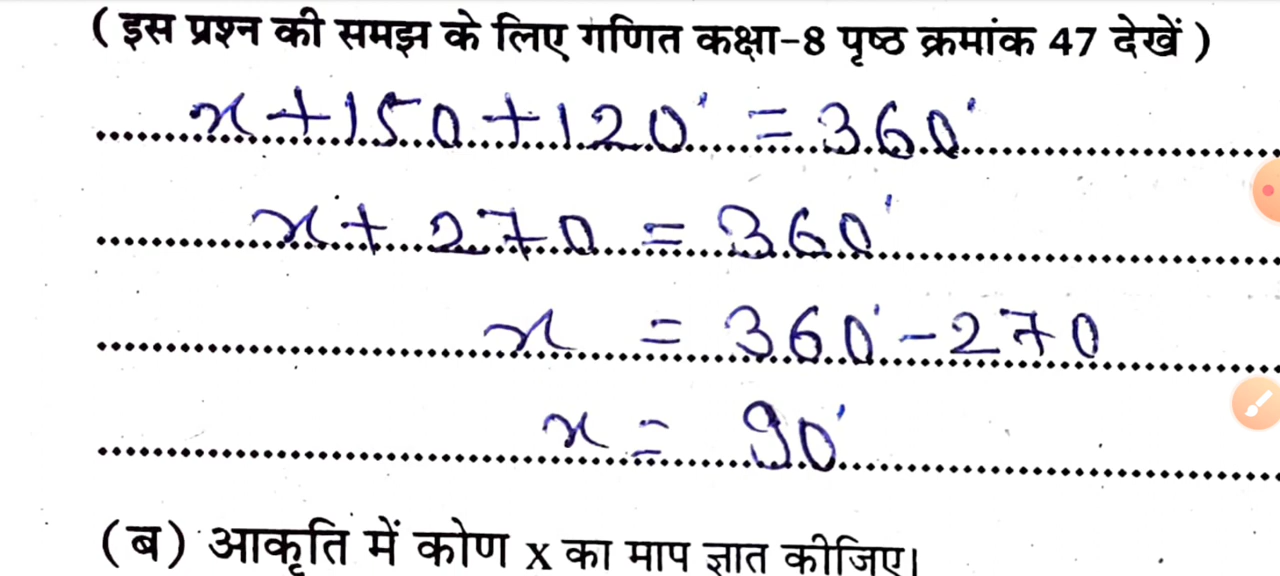 ( इस प्रश्न की समझ के लिए गणित कक्षा-8 पृष्ठ क्रमांक 47 देखें )
x+150+120° = 360°
x + 270 = 360°
x = 360° - 270
x = 90°
(ब) आकृति में कोण x का माप ज्ञात कीजिए।